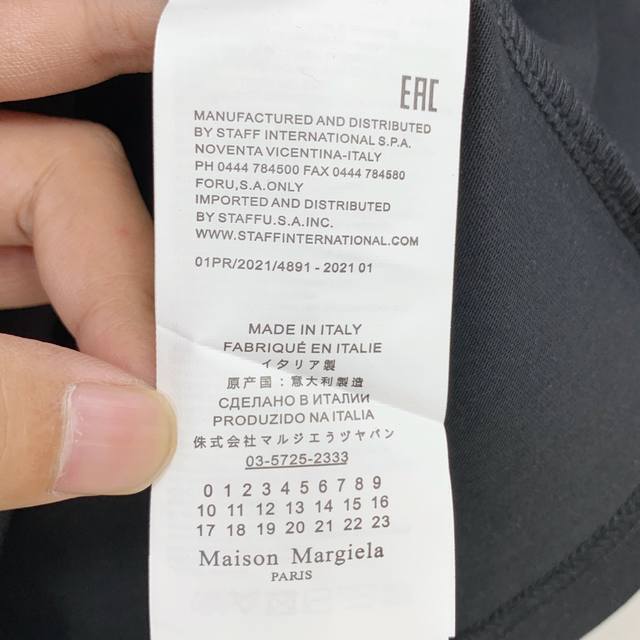 EAC
MANUFACTURED AND DISTRIBUTED
BY STAFF INTERNATIONAL S.P.A.
NOVENTA VICENTINA-ITALY
PH 0444 784500 FAX 0444 784580
FORU,S.A.ONLY
IMPORTED AND DISTRIBUTED
BY STAFFU.S.A.INC.
WWW.STAFFINTERNATIONAL.COM
01PR/2021/4891 - 2021 01
MADE IN ITALY
FABRIQUÉ EN ITALIE
イタリア製
原产国：意大利製造
СДЕЛАНО В ИТАЛИИ
PRODUZIDO NA ITALIA
侏式会社マルジエラヅヤパン
03-5725-2333
0 1 2 3 4 5 6 7 8 9
10 11 12 13 14 15 16
17 18 19 20 21 22 23
Maison Margiela
PARIS